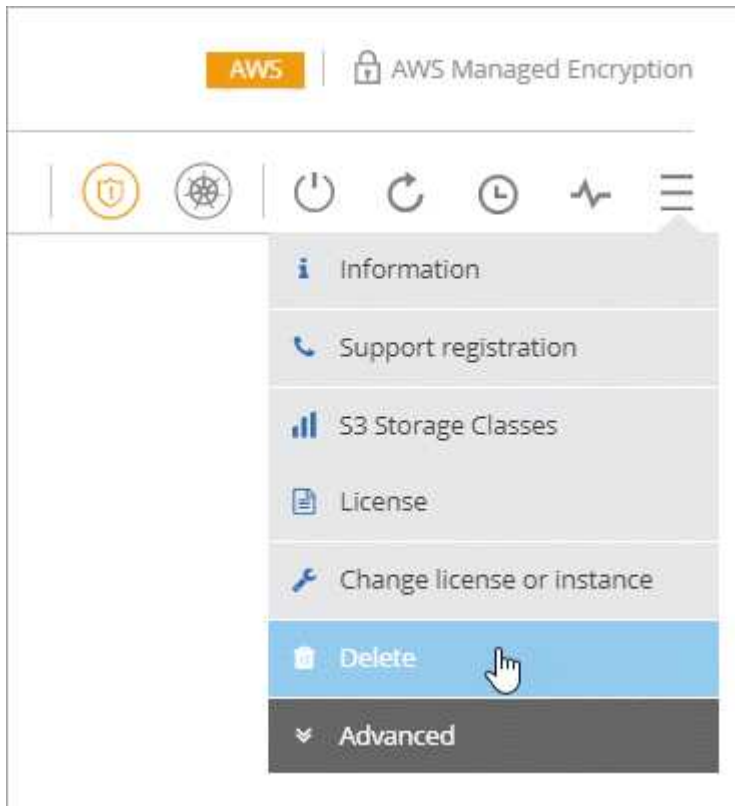 AWS
AWS Managed Encryption
Information
Support registration
S3 Storage Classes
License
Change license or instance
Delete
Advanced